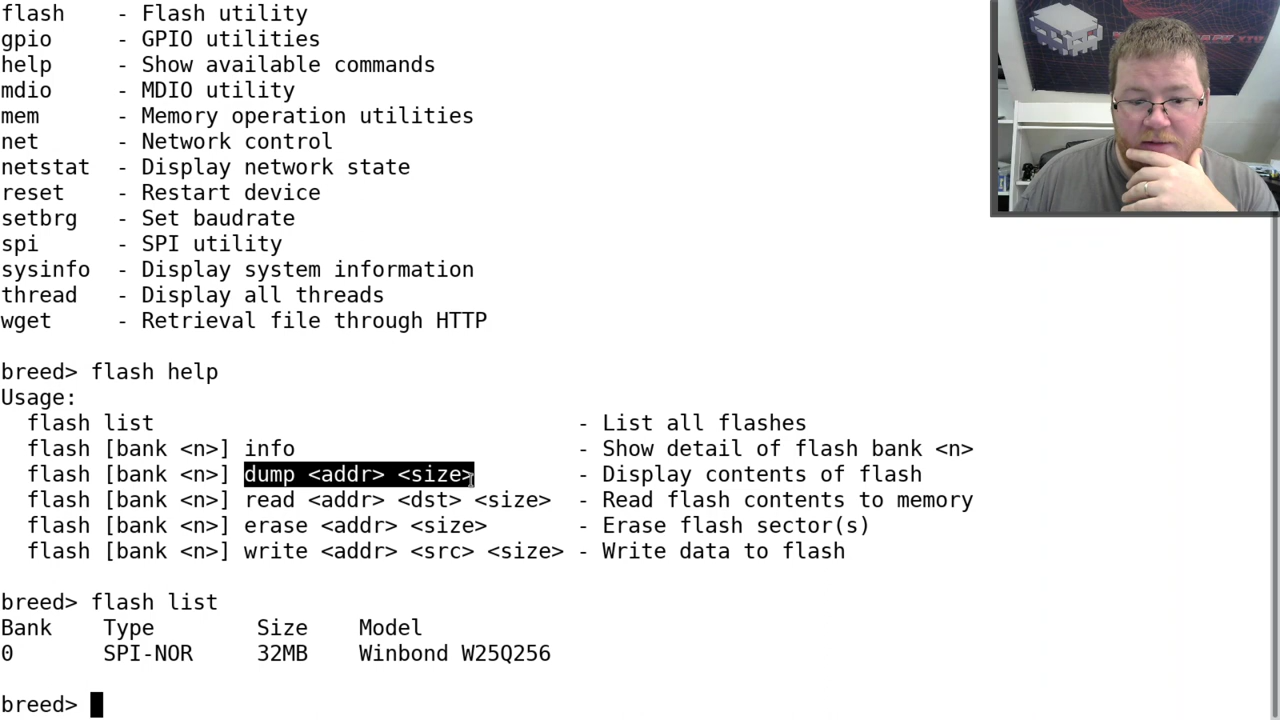 flash    - Flash utility
gpio     - GPIO utilities
help     - Show available commands
mdio     - MDIO utility
mem      - Memory operation utilities
net      - Network control
netstat  - Display network state
reset    - Restart device
setbrg   - Set baudrate
spi      - SPI utility
sysinfo  - Display system information
thread   - Display all threads
wget     - Retrieval file through HTTP
breed> flash help
Usage:
  flash list                                 - List all flashes
  flash [bank <n>] info                      - Show detail of flash bank <n>
  flash [bank <n>] dump <addr> <size>        - Display contents of flash
  flash [bank <n>] read <addr> <dst> <size>  - Read flash contents to memory
  flash [bank <n>] erase <addr> <size>       - Erase flash sector(s)
  flash [bank <n>] write <addr> <src> <size> - Write data to flash
breed> flash list
Bank    Type        Size    Model
0       SPI-NOR     32MB    Winbond W25Q256
breed>